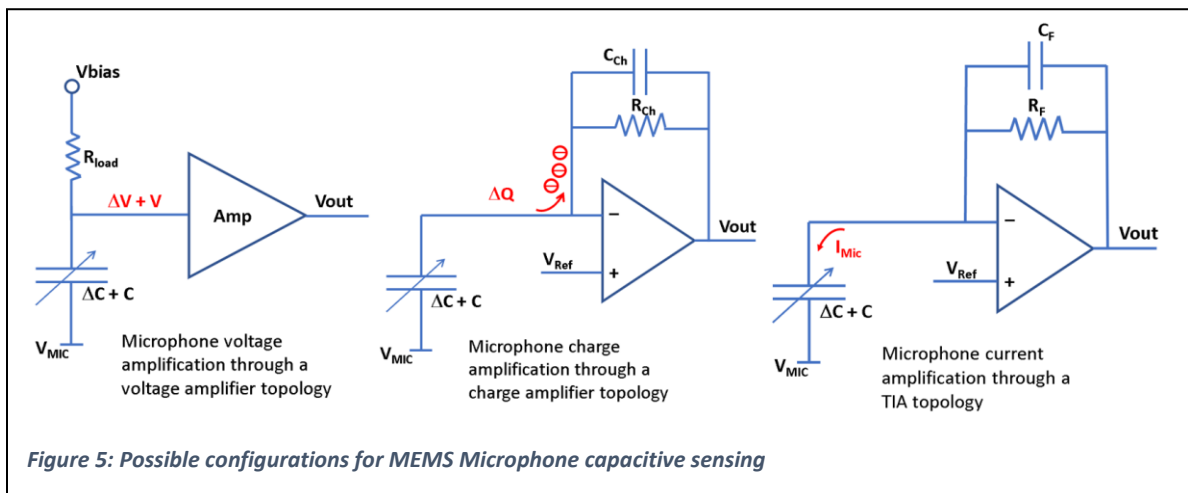 Vbias
Rload
ΔV + V
Amp
Vout
ΔC + C
VMIC
Microphone voltage
amplification through a
voltage amplifier topology
CCh
RCh
ΔQ
−
+
VRef
Vout
ΔC + C
VMIC
Microphone charge
amplification through a
charge amplifier topology
CF
RF
IMic
−
+
VRef
Vout
ΔC + C
VMIC
Microphone current
amplification through a
TIA topology
Figure 5: Possible configurations for MEMS Microphone capacitive sensing